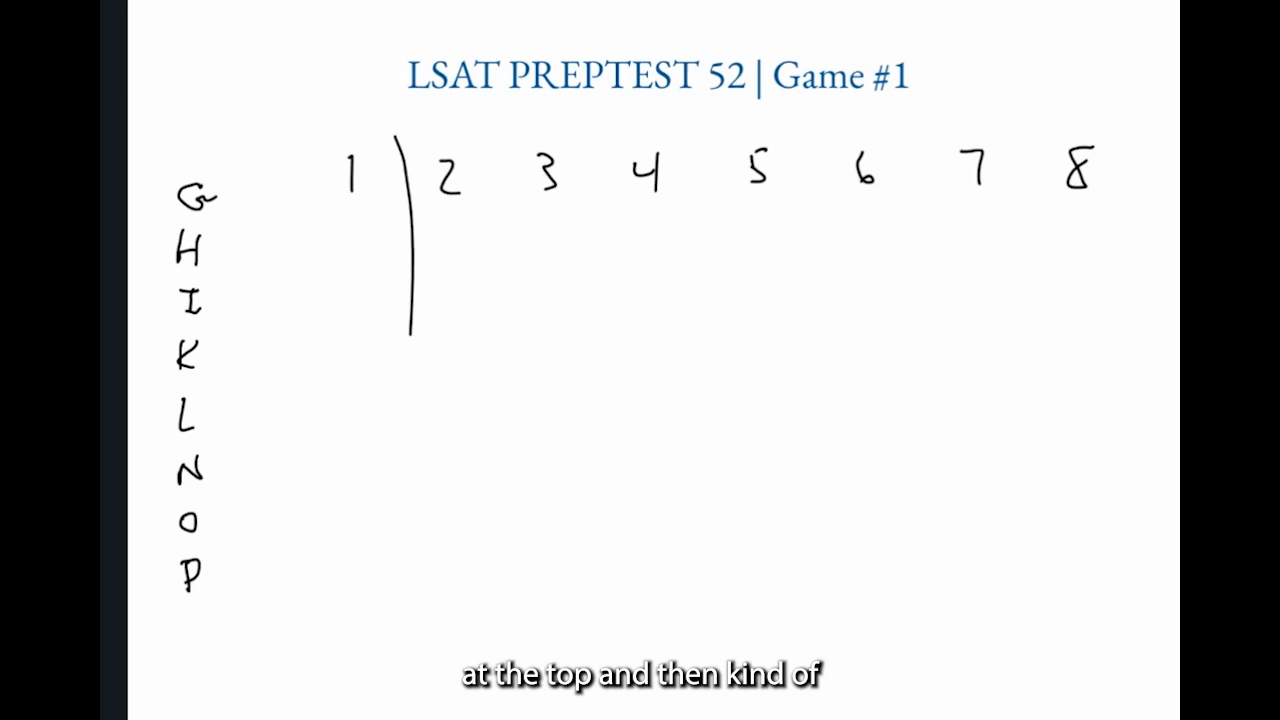 LSAT PREPTEST 52 | Game #1
1 2 3 4 5 6 7 8
G
H
I
K
L
N
O
P
at the top and then kind of